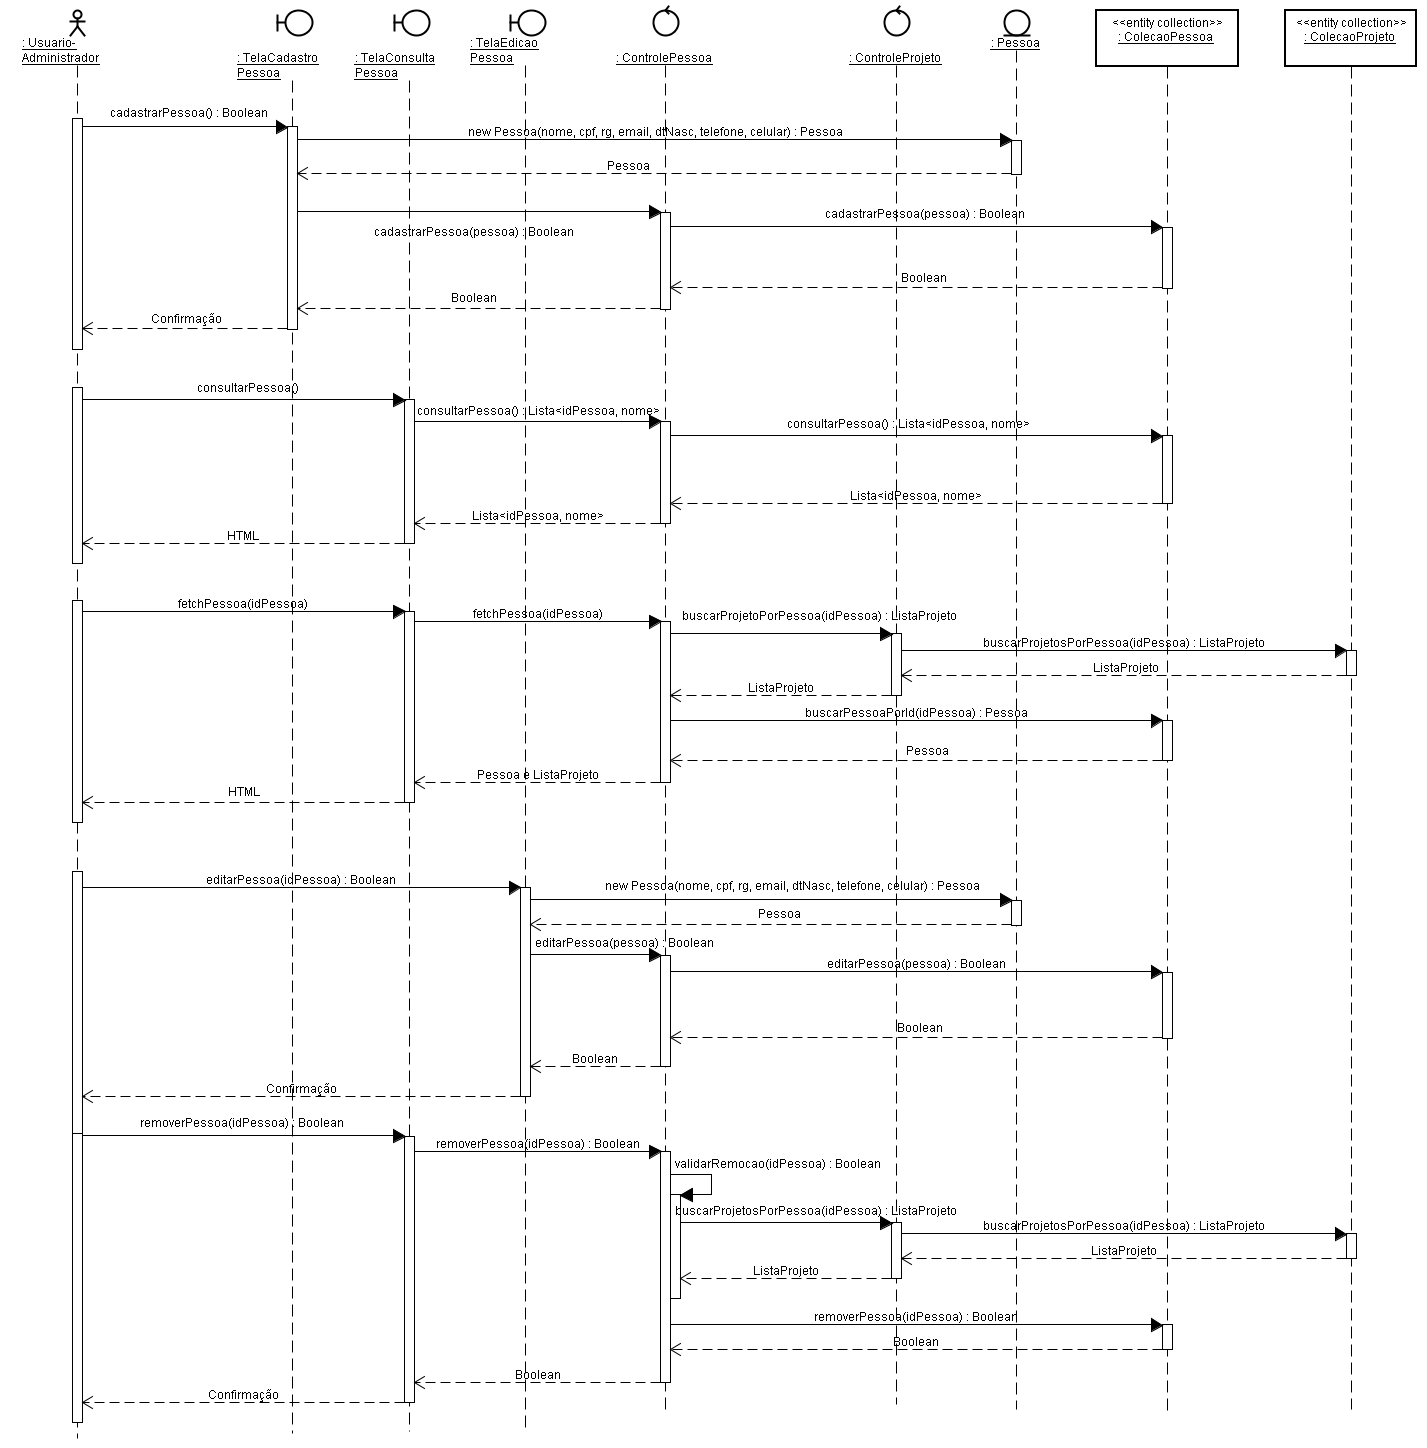 : Usuario-
Administrador
: TelaCadastro
Pessoa
: TelaConsulta
Pessoa
: TelaEdicao
Pessoa
: ControlePessoa
: ControleProjeto
: Pessoa
<<entity collection>>
: ColecaoPessoa
<<entity collection>>
: ColecaoProjeto
cadastrarPessoa() : Boolean
new Pessoa(nome, cpf, rg, email, dtNasc, telefone, celular) : Pessoa
Pessoa
cadastrarPessoa(pessoa) : Boolean
cadastrarPessoa(pessoa) : Boolean
Boolean
Boolean
Confirmação
consultarPessoa()
consultarPessoa() : Lista<idPessoa, nome>
consultarPessoa() : Lista<idPessoa, nome>
Lista<idPessoa, nome>
Lista<idPessoa, nome>
HTML
fetchPessoa(idPessoa)
fetchPessoa(idPessoa)
buscarProjetoPorPessoa(idPessoa) : ListaProjeto
buscarProjetosPorPessoa(idPessoa) : ListaProjeto
ListaProjeto
ListaProjeto
buscarPessoaPorId(idPessoa) : Pessoa
Pessoa
Pessoa e ListaProjeto
HTML
editarPessoa(idPessoa) : Boolean
new Pessoa(nome, cpf, rg, email, dtNasc, telefone, celular) : Pessoa
Pessoa
editarPessoa(pessoa) : Boolean
editarPessoa(pessoa) : Boolean
Boolean
Boolean
Confirmação
removerPessoa(idPessoa) : Boolean
removerPessoa(idPessoa) : Boolean
validarRemocao(idPessoa) : Boolean
buscarProjetosPorPessoa(idPessoa) : ListaProjeto
buscarProjetosPorPessoa(idPessoa) : ListaProjeto
ListaProjeto
ListaProjeto
removerPessoa(idPessoa) : Boolean
Boolean
Boolean
Confirmação